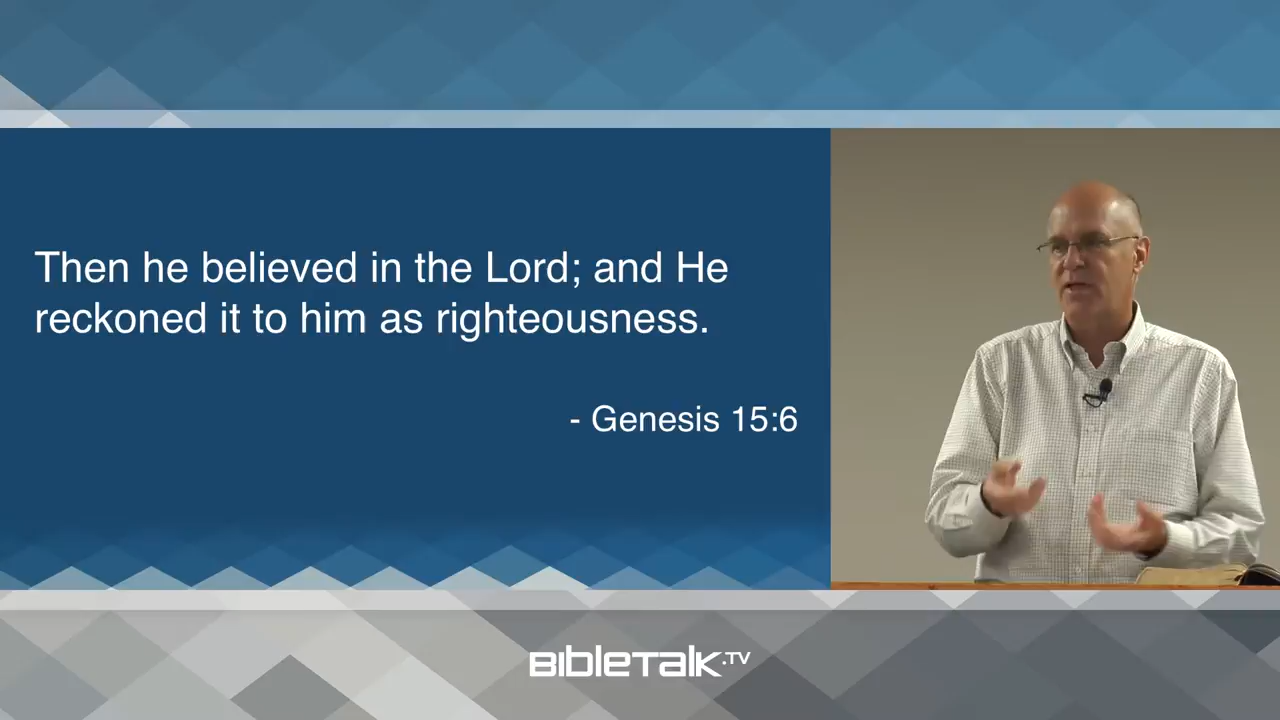 Then he believed in the Lord; and He
reckoned it to him as righteousness.
- Genesis 15:6
BIBLETALK.TV